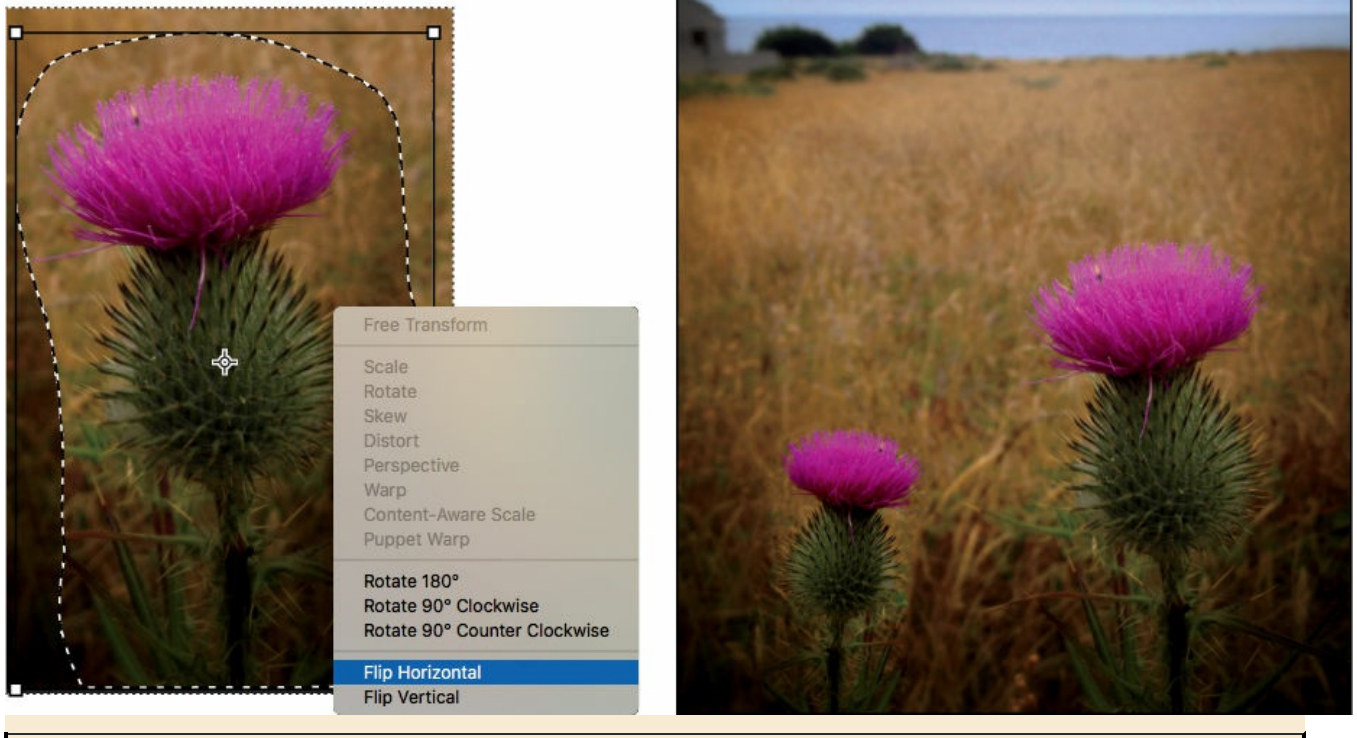 Free Transform
Scale
Rotate
Skew
Distort
Perspective
Warp
Content-Aware Scale
Puppet Warp
Rotate 180°
Rotate 90° Clockwise
Rotate 90° Counter Clockwise
Flip Horizontal
Flip Vertical